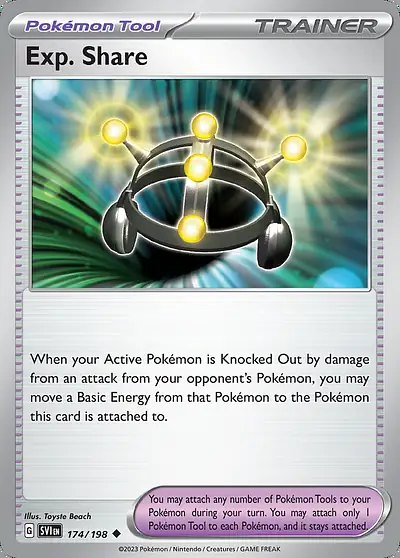 Pokémon Tool
TRAINER
Exp. Share
When your Active Pokémon is Knocked Out by damage
from an attack from your opponent's Pokémon, you may
move a Basic Energy from that Pokémon to the Pokémon
this card is attached to.
Illus. Toyste Beach
You may attach any number of Pokémon Tools to your
Pokémon during your turn. You may attach only 1
Pokémon Tool to each Pokémon, and it stays attached.
G SVI EN 174/198
©2023 Pokémon / Nintendo / Creatures / GAME FREAK